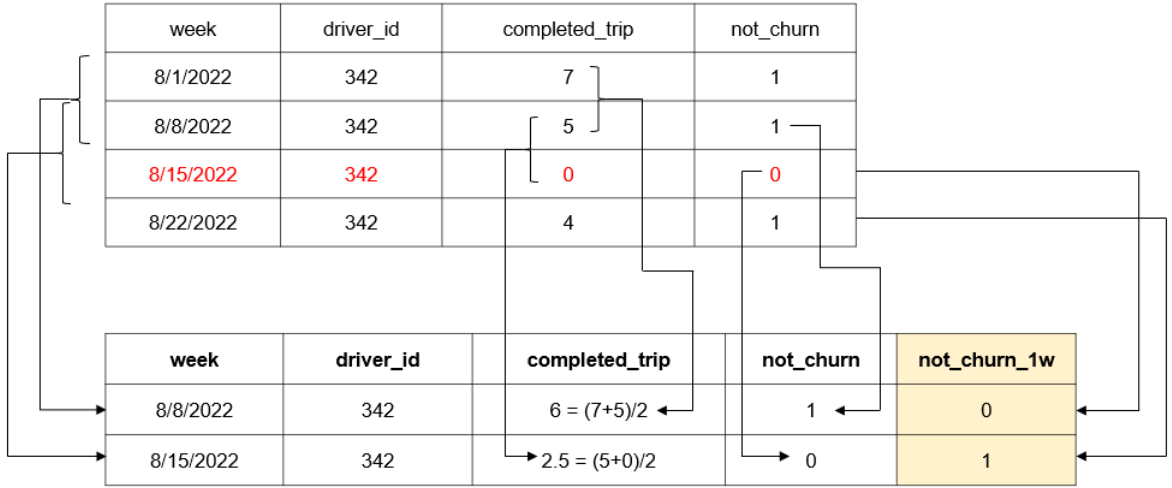 week driver_id completed_trip not_churn
8/1/2022 342 7 1
8/8/2022 342 5 1
8/15/2022 342 0 0
8/22/2022 342 4 1
week driver_id completed_trip not_churn not_churn_1w
8/8/2022 342 6 = (7+5)/2 1 0
8/15/2022 342 2.5 = (5+0)/2 0 1